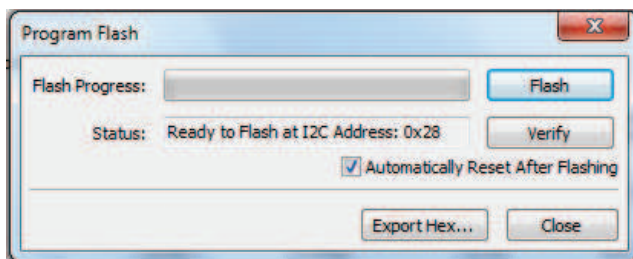 Program Flash
Flash Progress: Flash
Status: Ready to Flash at I2C Address: 0x28 Verify
Automatically Reset After Flashing
Export Hex... Close